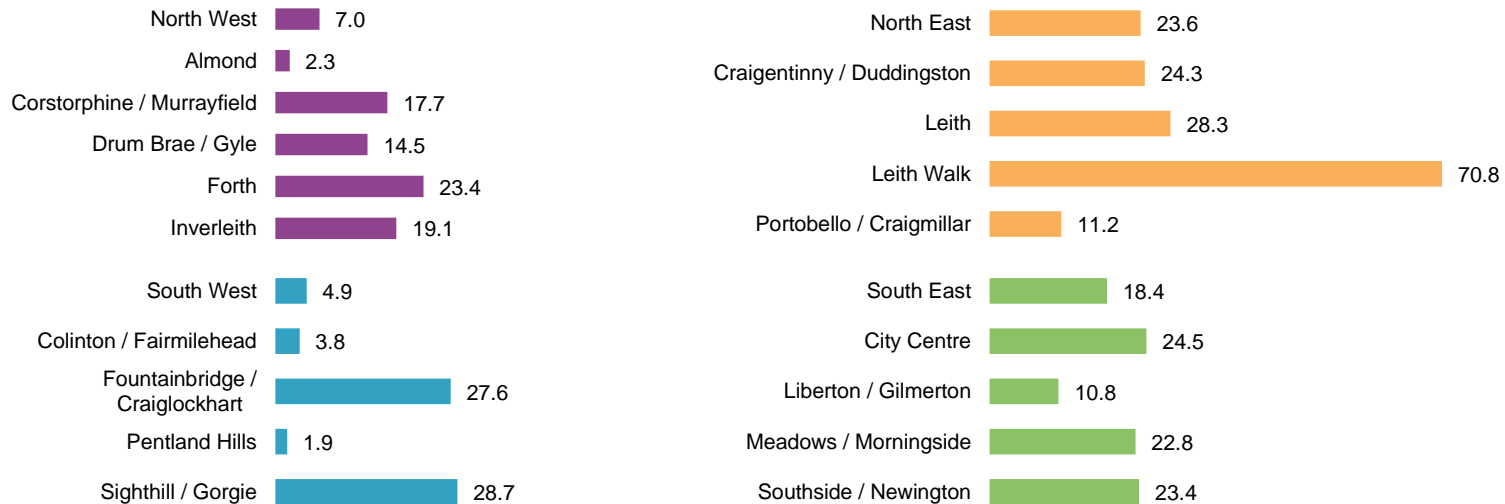 North West 7.0
Almond 2.3
Corstorphine / Murrayfield 17.7
Drum Brae / Gyle 14.5
Forth 23.4
Inverleith 19.1
South West 4.9
Colinton / Fairmilehead 3.8
Fountainbridge /
Craiglockhart 27.6
Pentland Hills 1.9
Sighthill / Gorgie 28.7
North East 23.6
Craigentinny / Duddingston 24.3
Leith 28.3
Leith Walk 70.8
Portobello / Craigmillar 11.2
South East 18.4
City Centre 24.5
Liberton / Gilmerton 10.8
Meadows / Morningside 22.8
Southside / Newington 23.4